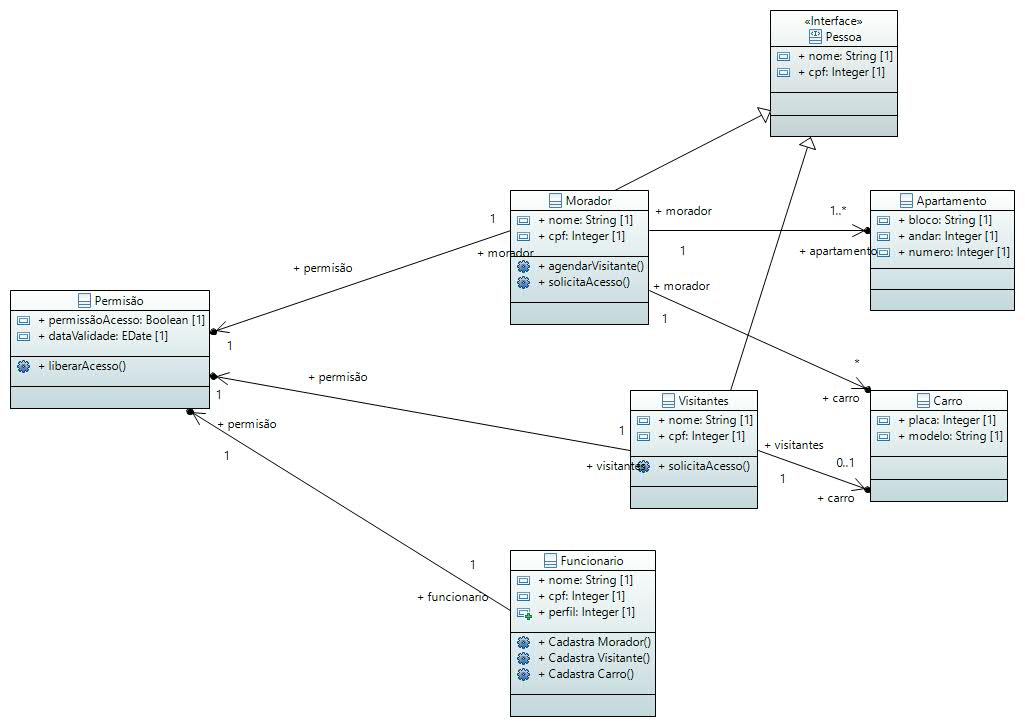 «Interface»
Pessoa
+ nome: String [1]
+ cpf: Integer [1]
Morador
+ nome: String [1]
+ cpf: Integer [1]
+ agendarVisitante()
+ solicitaAcesso()
Apartamento
+ bloco: String [1]
+ andar: Integer [1]
+ numero: Integer [1]
+ morador
1
1..*
+ apartamento
1
+ morador
+ permisão
1
+ morador
1
*
+ carro
Permisão
+ permissãoAcesso: Boolean [1]
+ dataValidade: EDate [1]
+ liberarAcesso()
1
+ permisão
1
+ visitantes
Visitantes
+ nome: String [1]
+ cpf: Integer [1]
+ solicitaAcesso()
+ visitantes
1
0..1
+ carro
Carro
+ placa: Integer [1]
+ modelo: String [1]
+ permisão
1
1
+ funcionario
Funcionario
+ nome: String [1]
+ cpf: Integer [1]
+ perfil: Integer [1]
+ Cadastra Morador()
+ Cadastra Visitante()
+ Cadastra Carro()